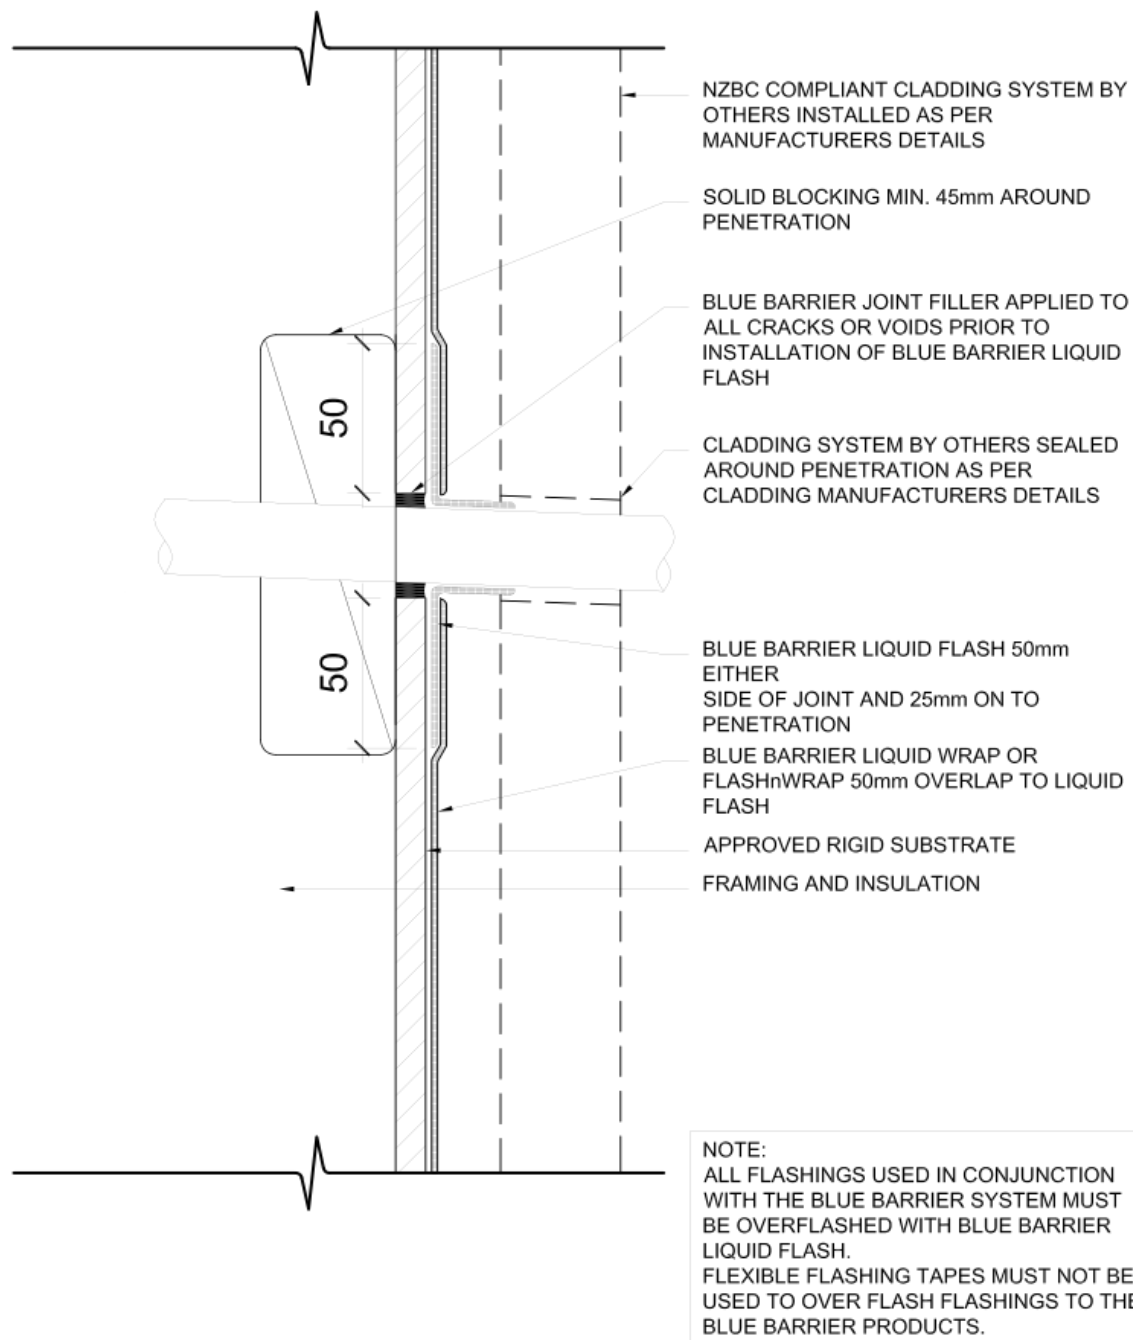 NZBC COMPLIANT CLADDING SYSTEM BY
OTHERS INSTALLED AS PER
MANUFACTURERS DETAILS
SOLID BLOCKING MIN. 45mm AROUND
PENETRATION
BLUE BARRIER JOINT FILLER APPLIED TO
ALL CRACKS OR VOIDS PRIOR TO
INSTALLATION OF BLUE BARRIER LIQUID
FLASH
50
CLADDING SYSTEM BY OTHERS SEALED
AROUND PENETRATION AS PER
CLADDING MANUFACTURERS DETAILS
50
BLUE BARRIER LIQUID FLASH 50mm
EITHER
SIDE OF JOINT AND 25mm ON TO
PENETRATION
BLUE BARRIER LIQUID WRAP OR
FLASHnWRAP 50mm OVERLAP TO LIQUID
FLASH
APPROVED RIGID SUBSTRATE
FRAMING AND INSULATION
NOTE:
ALL FLASHINGS USED IN CONJUNCTION
WITH THE BLUE BARRIER SYSTEM MUST
BE OVERFLASHED WITH BLUE BARRIER
LIQUID FLASH.
FLEXIBLE FLASHING TAPES MUST NOT BE
USED TO OVER FLASH FLASHINGS TO THE
BLUE BARRIER PRODUCTS.